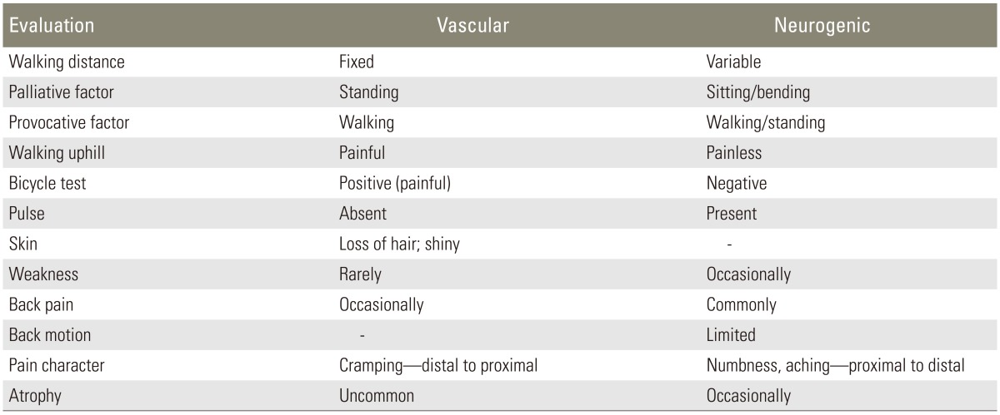 Evaluation Vascular Neurogenic
Walking distance Fixed Variable
Palliative factor Standing Sitting/bending
Provocative factor Walking Walking/standing
Walking uphill Painful Painless
Bicycle test Positive (painful) Negative
Pulse Absent Present
Skin Loss of hair; shiny -
Weakness Rarely Occasionally
Back pain Occasionally Commonly
Back motion - Limited
Pain character Cramping—distal to proximal Numbness, aching—proximal to distal
Atrophy Uncommon Occasionally